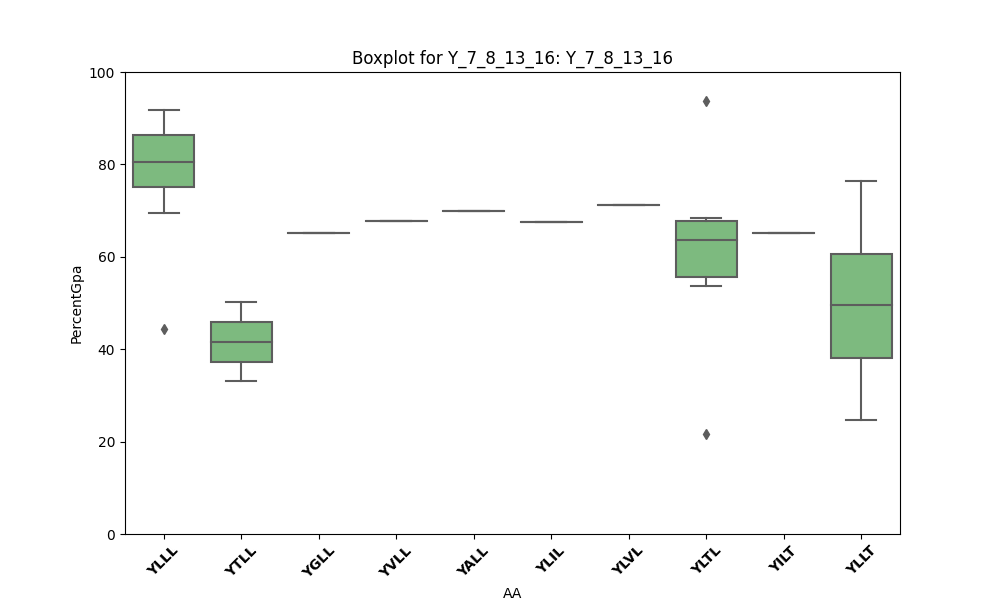 Boxplot for Y_7_8_13_16: Y_7_8_13_16
100
80
60
40
20
0
PercentGpa
YLLL
YTLL
YGLL
YVLL
YALL
YLIL
YLVL
YLTL
YILT
YLLT
AA